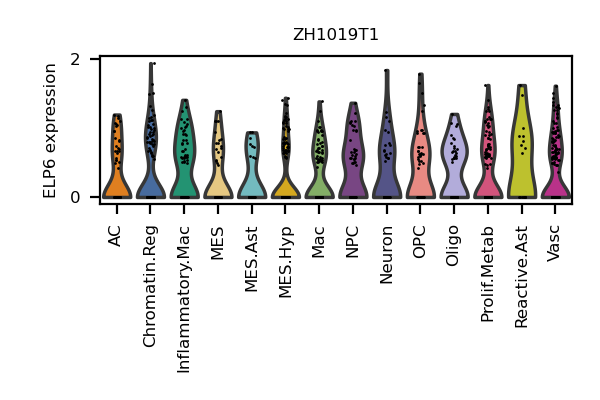 ZH1019T1
ELP6 expression
2
0
AC
Chromatin.Reg
Inflammatory.Mac
MES
MES.Ast
MES.Hyp
Mac
NPC
Neuron
OPC
Oligo
Prolif.Metab
Reactive.Ast
Vasc